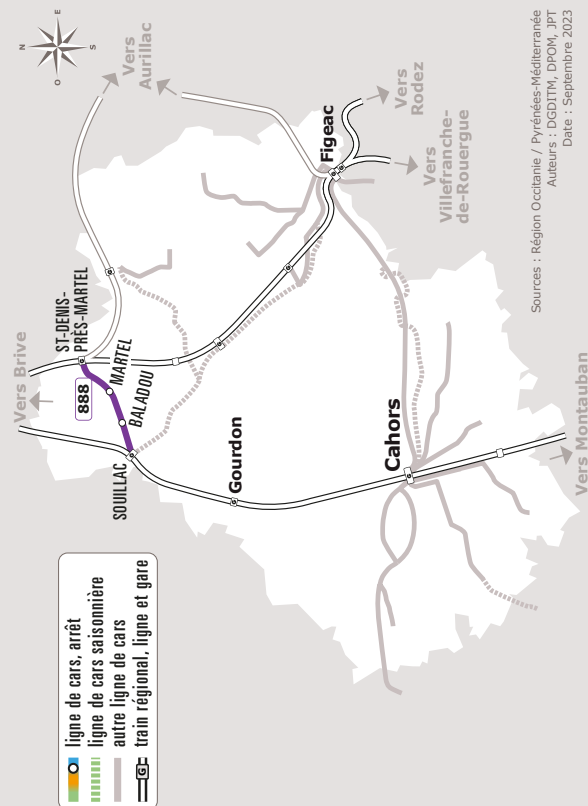 N
E
S
O
Vers
Aurillac
Vers
Rodez
Vers
Villefranche-
de-Rouergue
Figeac
Vers Brive
ST-DENIS-
PRÈS-MARTEL
888
MARTEL
BALADOU
SOUILLAC
Gourdon
Cahors
Vers Montauban
ligne de cars, arrêt
ligne de cars saisonnière
autre ligne de cars
G
train régional, ligne et gare
Sources : Région Occitanie / Pyrénées-Méditerranée
Auteurs : DGDITM, DPOM, JPT
Date : Septembre 2023